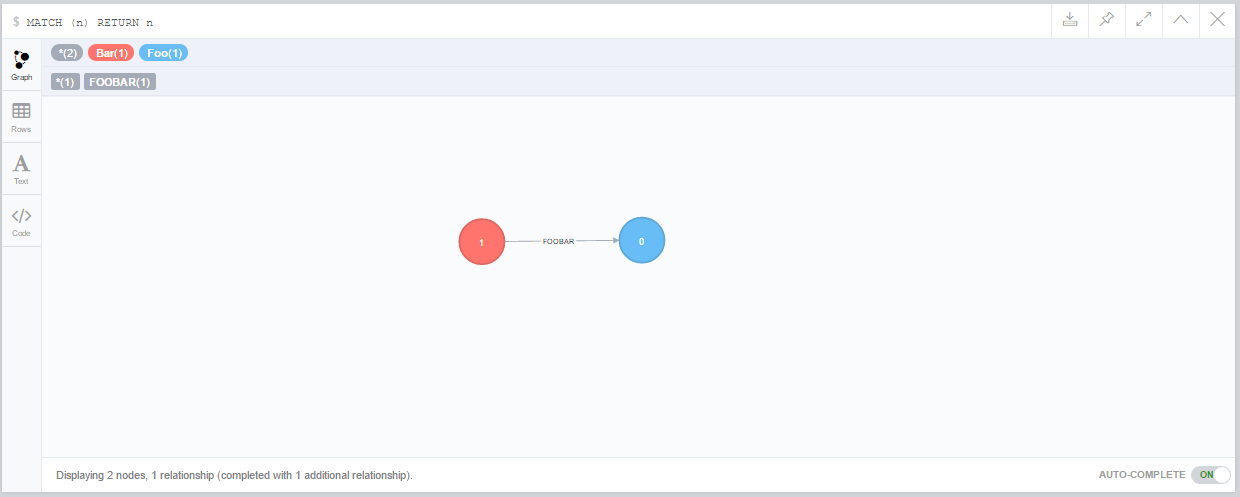 $ MATCH (n) RETURN n
Graph
*(2) Bar(1) Foo(1)
*(1) FOOBAR(1)
Rows
Text
Code
1 FOOBAR 0
Displaying 2 nodes, 1 relationship (completed with 1 additional relationship).
AUTO-COMPLETE ON